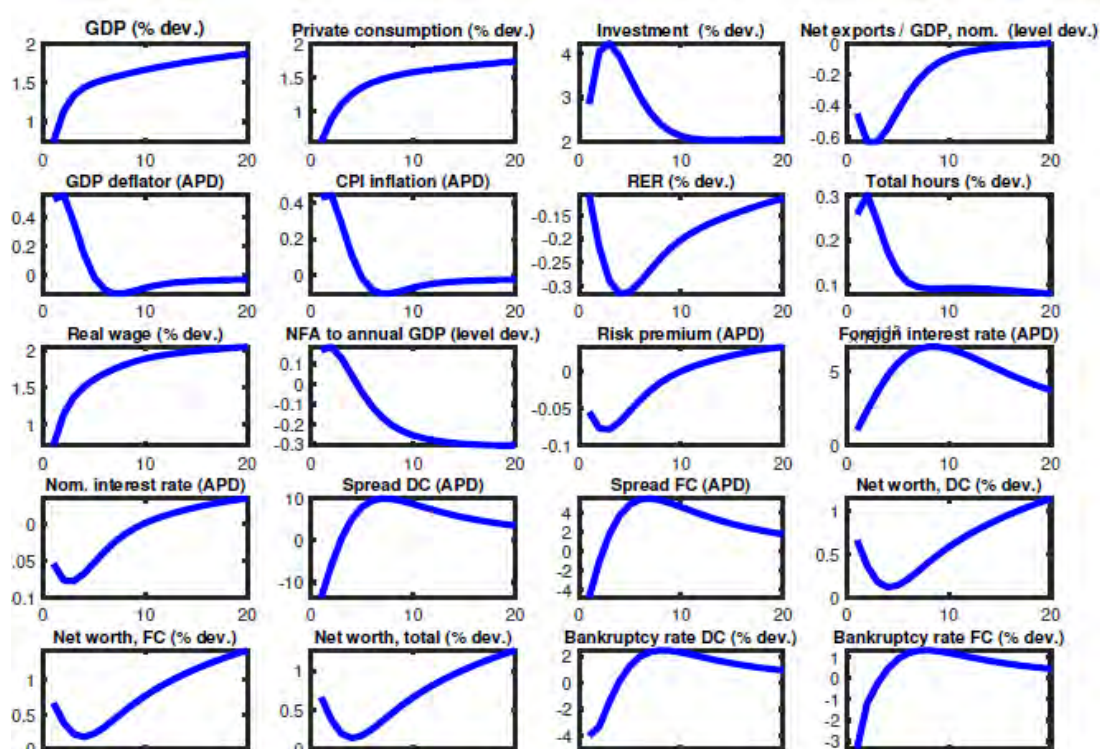 GDP (% dev.) Private consumption (% dev.) Investment (% dev.) Net exports / GDP, nom. (level dev.)
2 2 4 0
1.5 1.5 3 -0.2
1 1 2 -0.4
-0.6
0 10 20 0 10 20 0 10 20 0 10 20
GDP deflator (APD) CPI inflation (APD) RER (% dev.) Total hours (% dev.)
0.4 0.4 -0.15 0.3
0.2 0.2 -0.2 0.2
0 0 -0.25 0.1
-0.3
0 10 20 0 10 20 0 10 20 0 10 20
Real wage (% dev.) NFA to annual GDP (level dev.) Risk premium (APD) Foreign interest rate (APD)
2 0.1 0 5
1.5 0 -0.05 0
1 -0.1 -0.1
-0.2
-0.3
0 10 20 0 10 20 0 10 20 0 10 20
Nom. interest rate (APD) Spread DC (APD) Spread FC (APD) Net worth, DC (% dev.)
0 10 4 1
.05 0 2 0.5
0.1 -10 0 0
-2
-4
0 10 20 0 10 20 0 10 20 0 10 20
Net worth, FC (% dev.) Net worth, total (% dev.) Bankruptcy rate DC (% dev.) Bankruptcy rate FC (% dev.)
1 1 2 1
0.5 0 0
-2 -1
-4 -2
-3